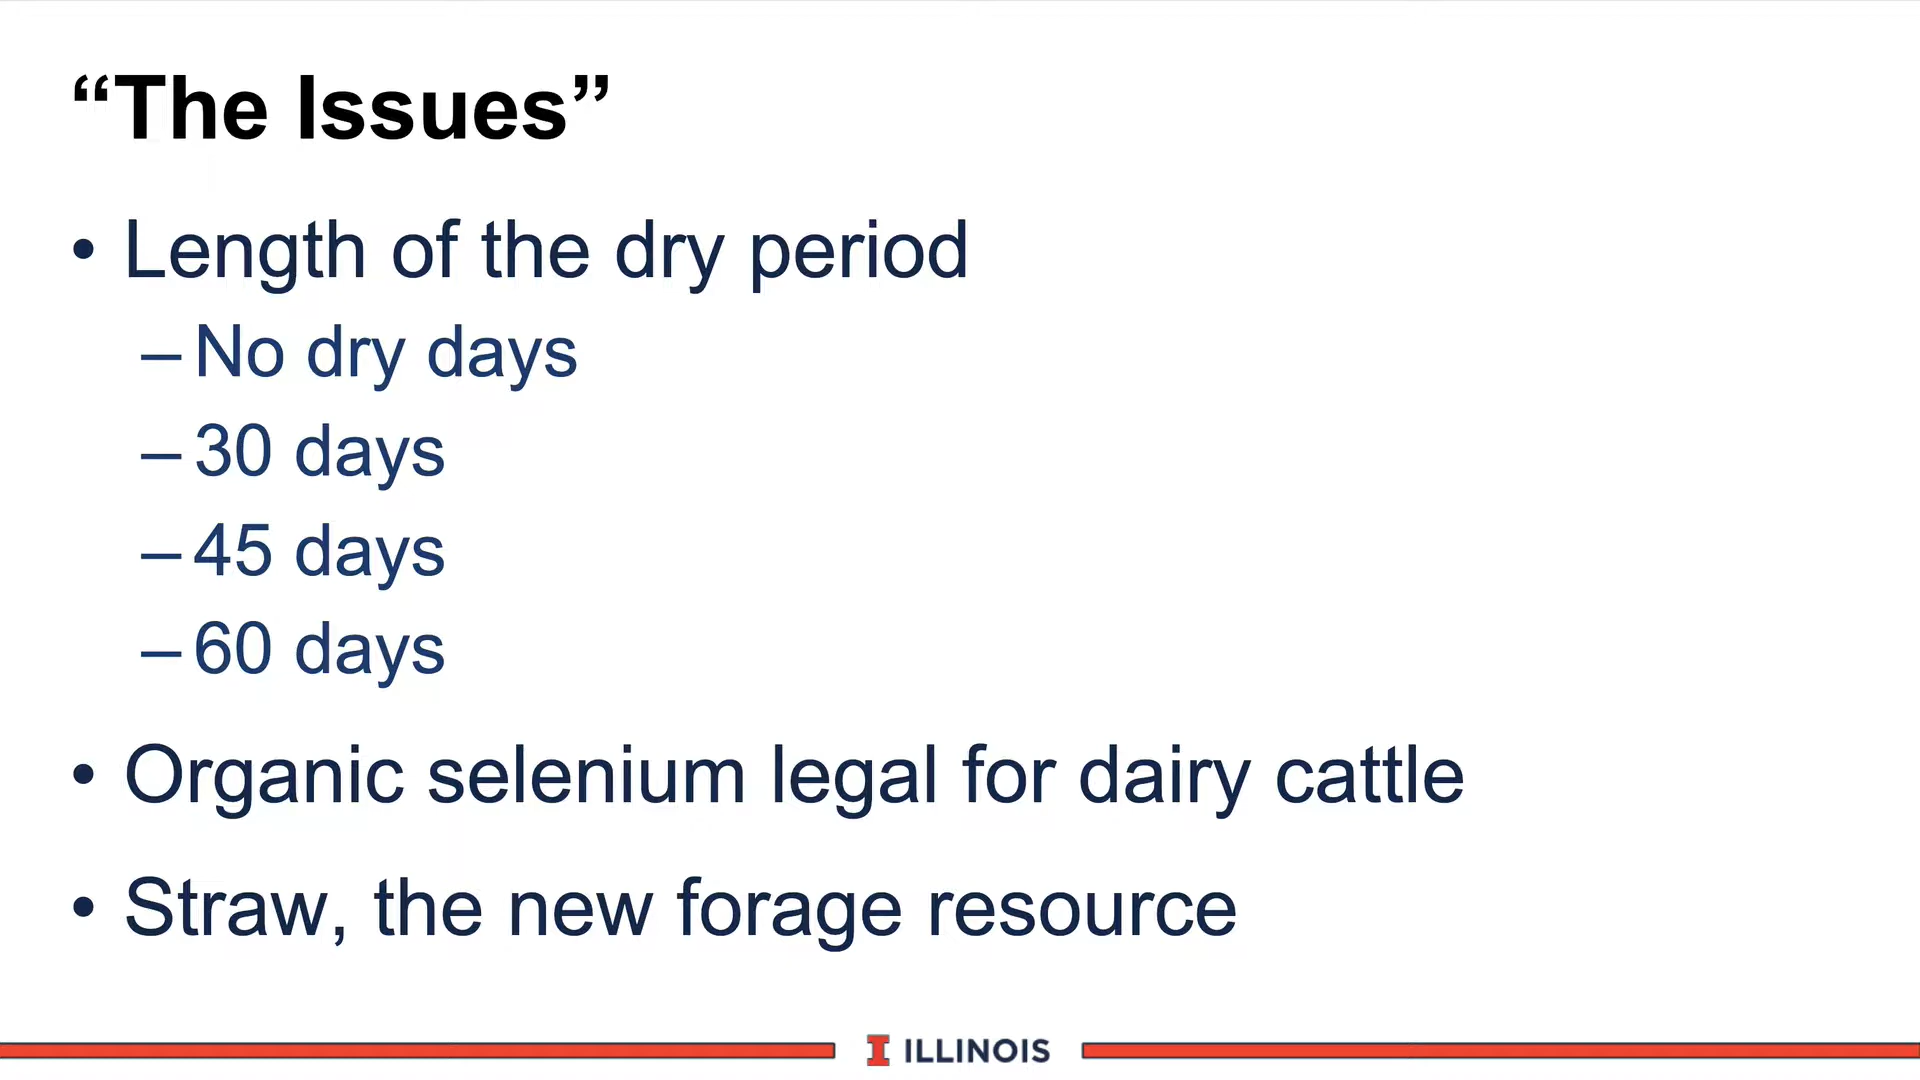 “The Issues”
• Length of the dry period
– No dry days
– 30 days
– 45 days
– 60 days
• Organic selenium legal for dairy cattle
• Straw, the new forage resource
I ILLINOIS